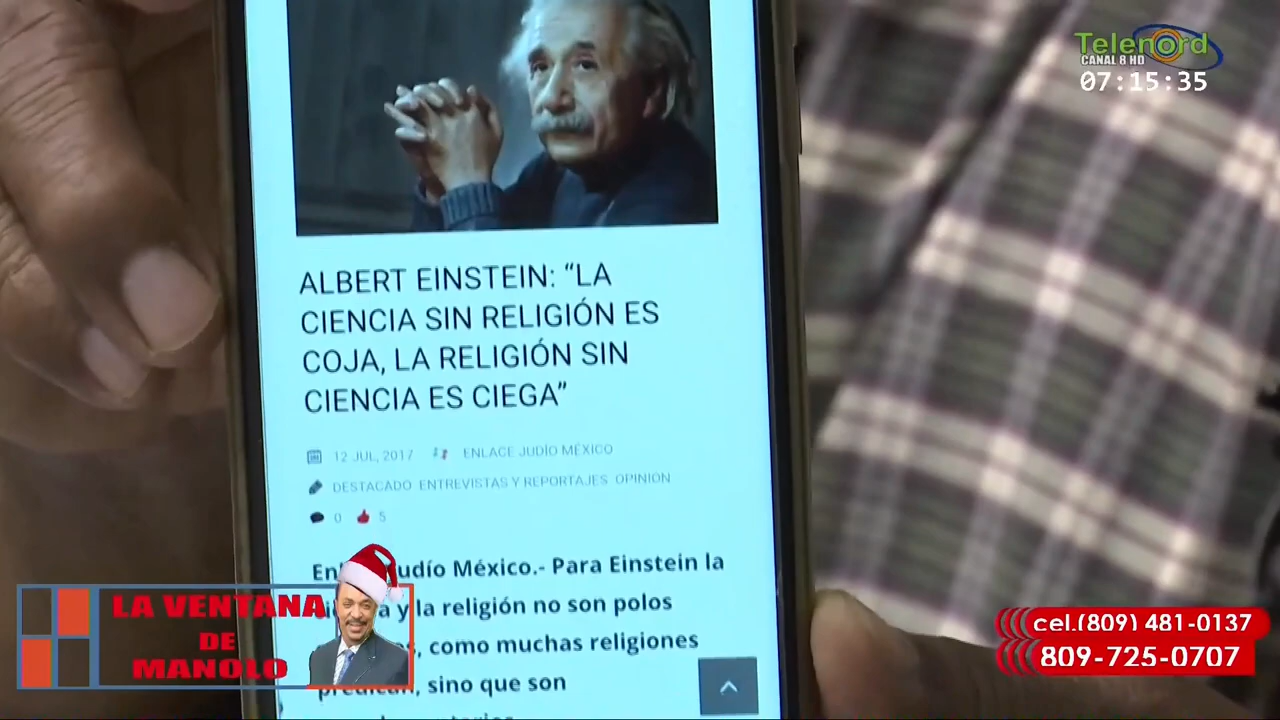 Telenord
CANAL 8 HD
07:15:35
ALBERT EINSTEIN: “LA
CIENCIA SIN RELIGIÓN ES
COJA, LA RELIGIÓN SIN
CIENCIA ES CIEGA”
12 JUL, 2017 ENLACE JUDÍO MÉXICO
DESTACADO, ENTREVISTAS Y REPORTAJES, OPINIÓN
0 5
udío México.- Para Einstein la
y la religión no son polos
, como muchas religiones
predican, sino que son
LA VENTANA
DE
MANOLO
cel.(809) 481-0137
809-725-0707